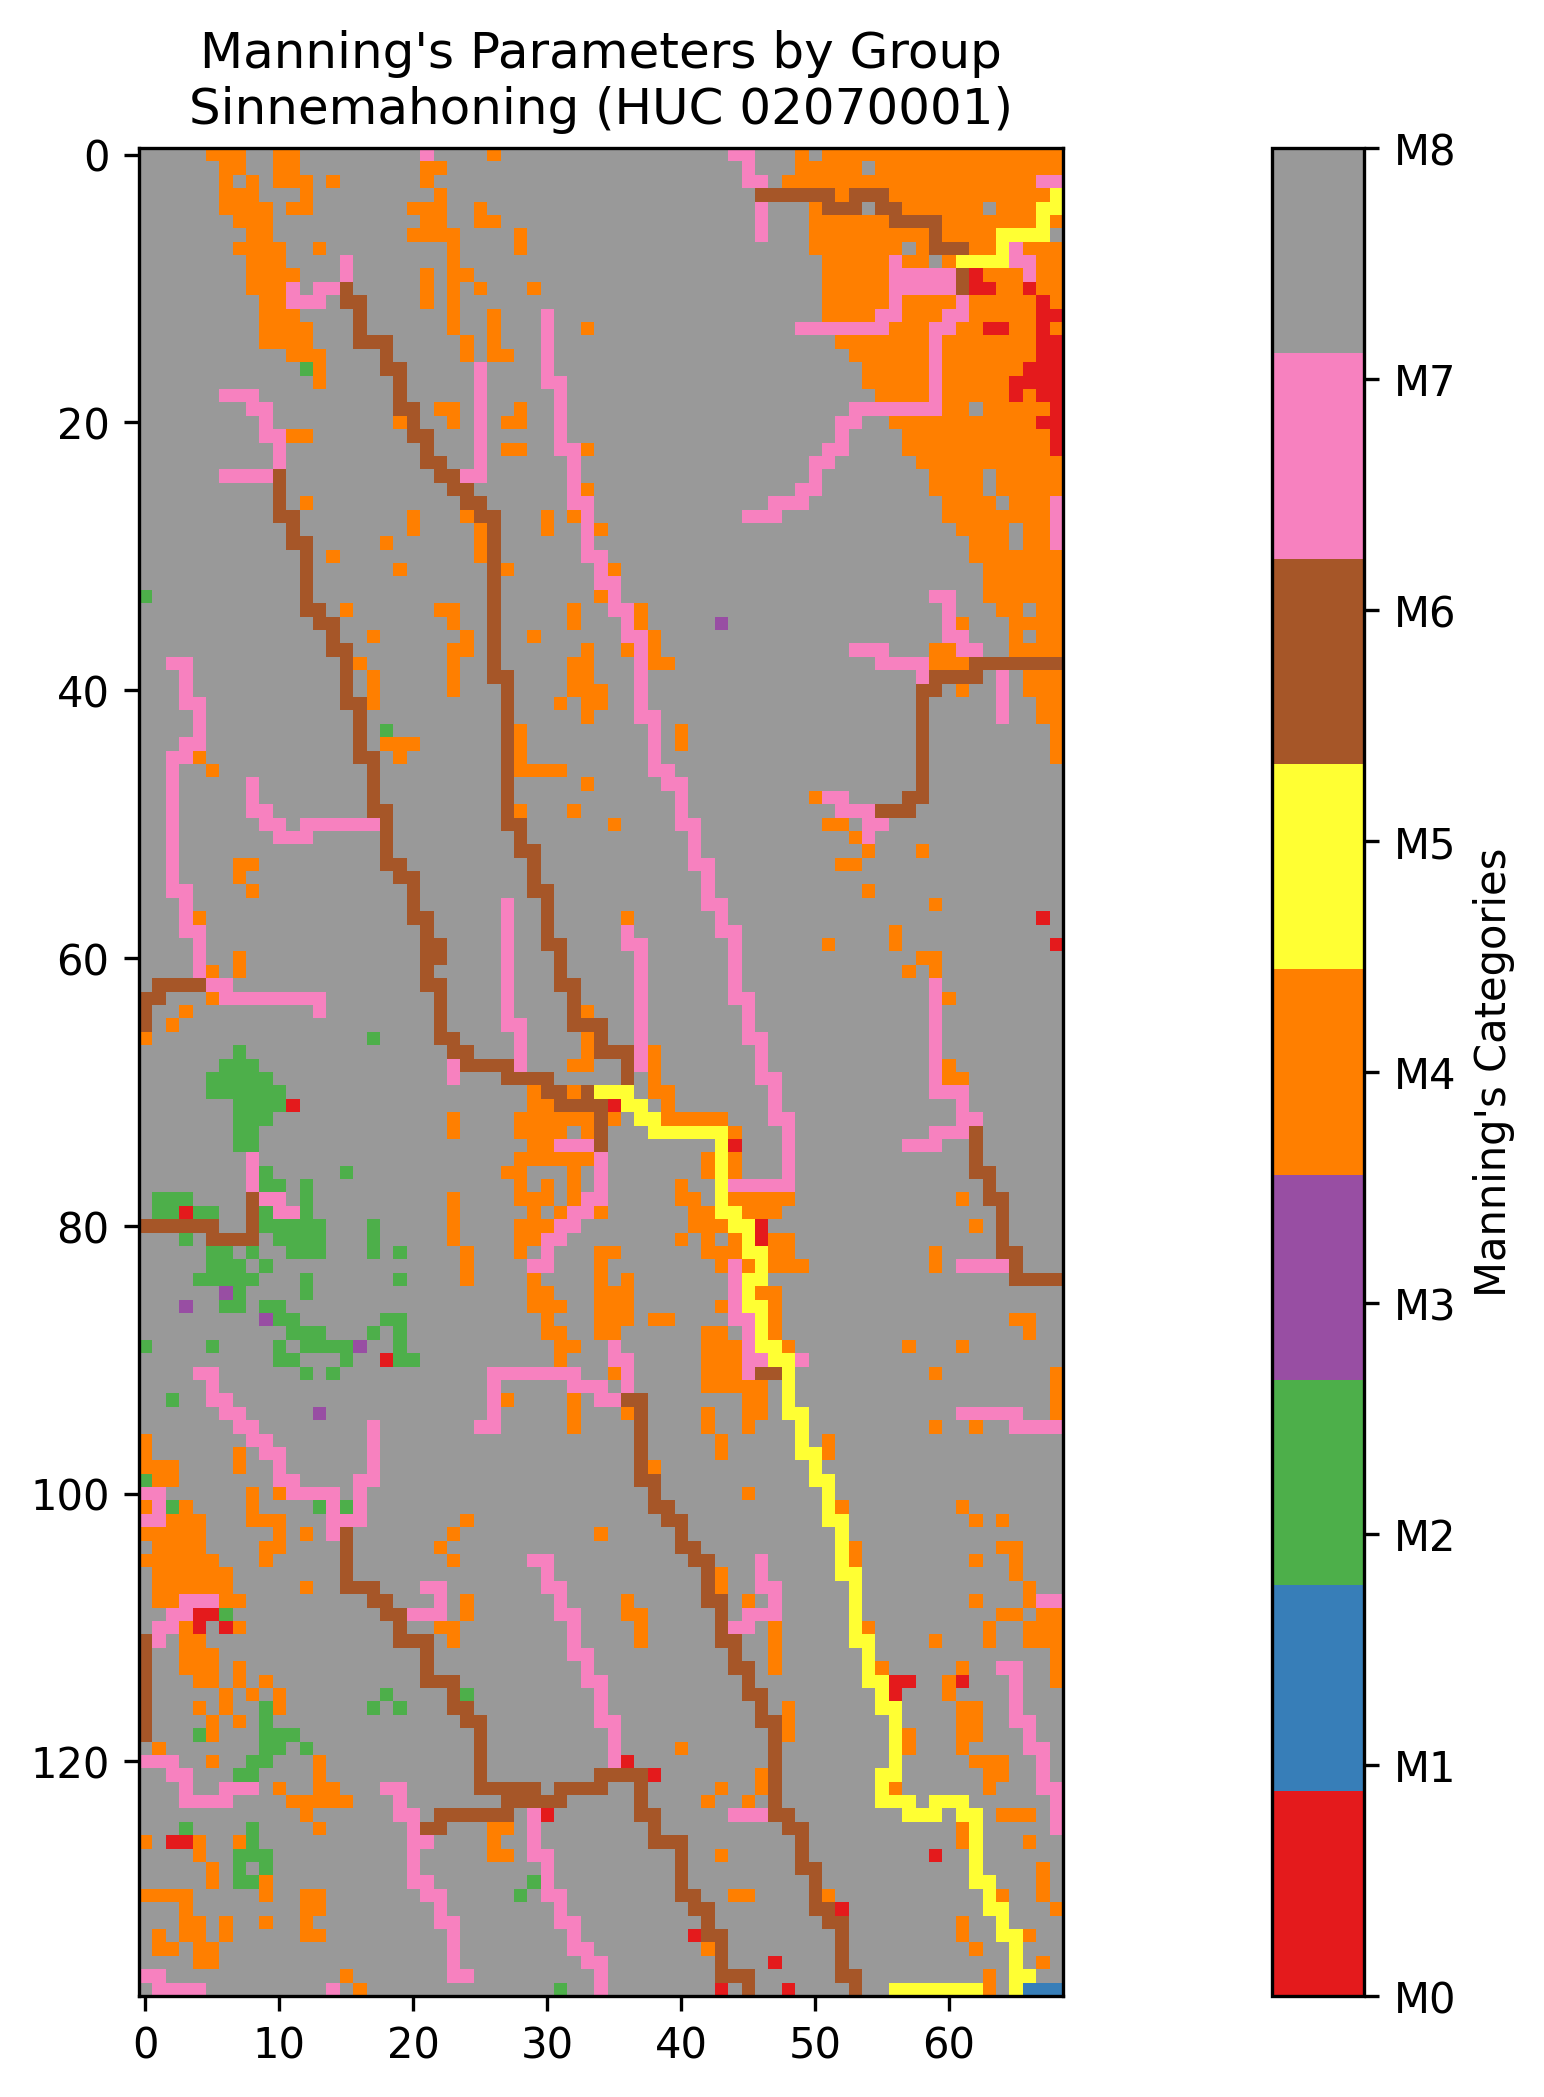 Manning's Parameters by Group
Sinnemahoning (HUC 02070001)
0
20
40
60
80
100
120
0 10 20 30 40 50 60
M8
M7
M6
M5
M4
M3
M2
M1
M0
Manning's Categories